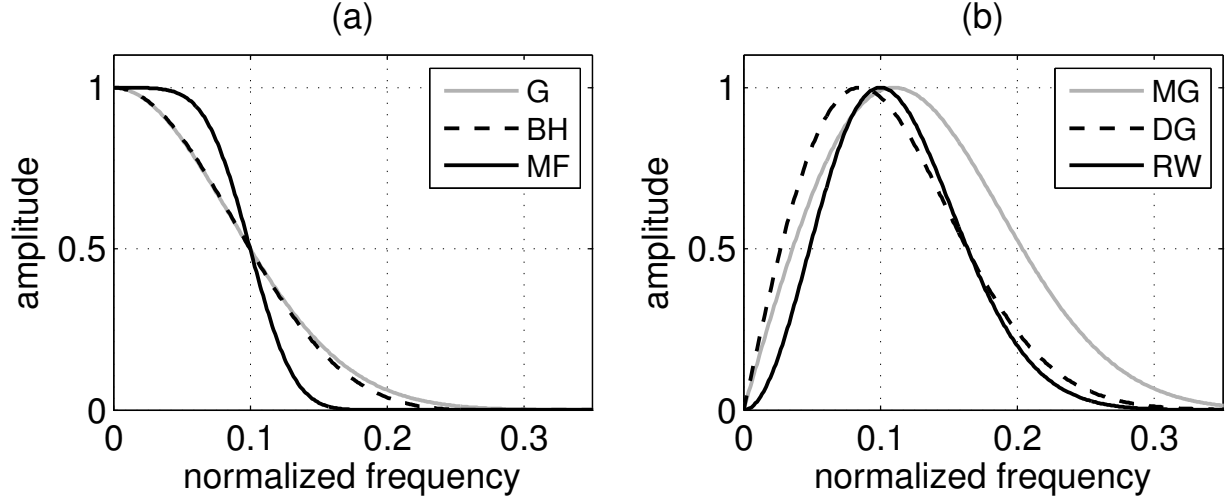 (a)
amplitude
1
0.5
0
G
BH
MF
0
0.1
0.2
0.3
normalized frequency
(b)
amplitude
1
0.5
0
MG
DG
RW
0
0.1
0.2
0.3
normalized frequency